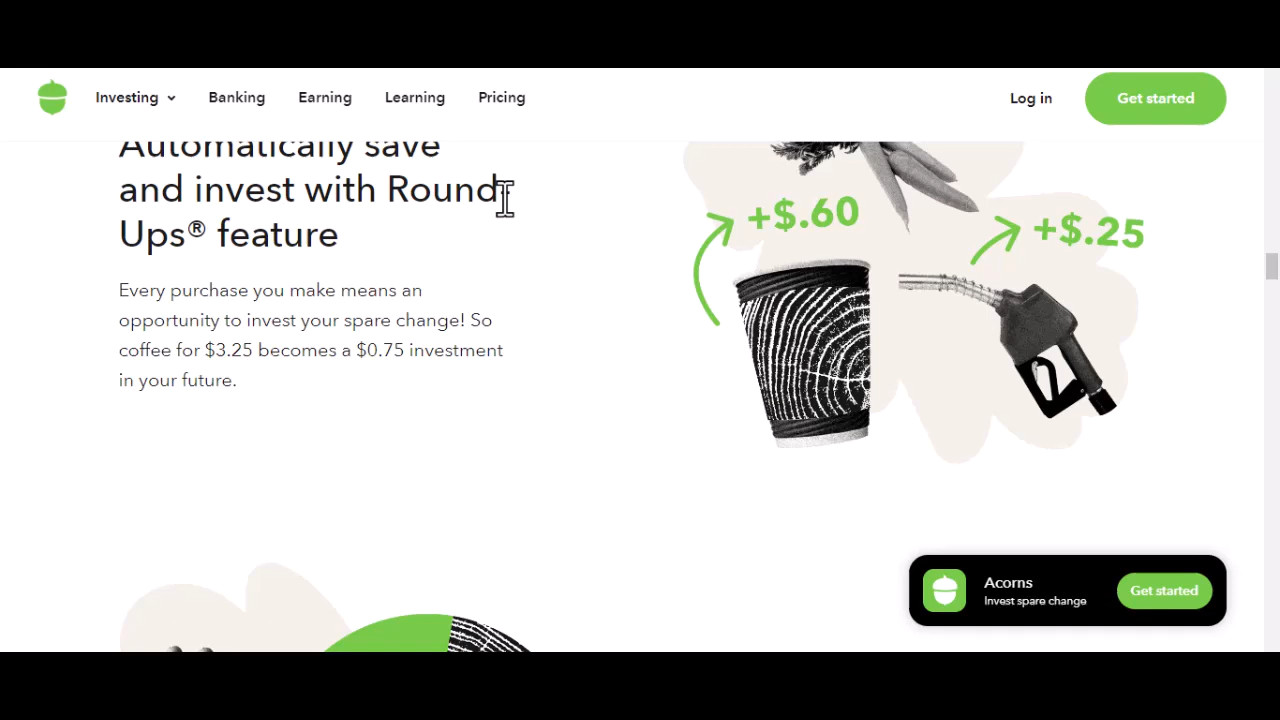 Investing Banking Earning Learning Pricing Log in Get started
Automatically save
and invest with Round
Ups® feature
Every purchase you make means an
opportunity to invest your spare change! So
coffee for $3.25 becomes a $0.75 investment
in your future.
+$.60
+$.25
Acorns
Invest spare change
Get started